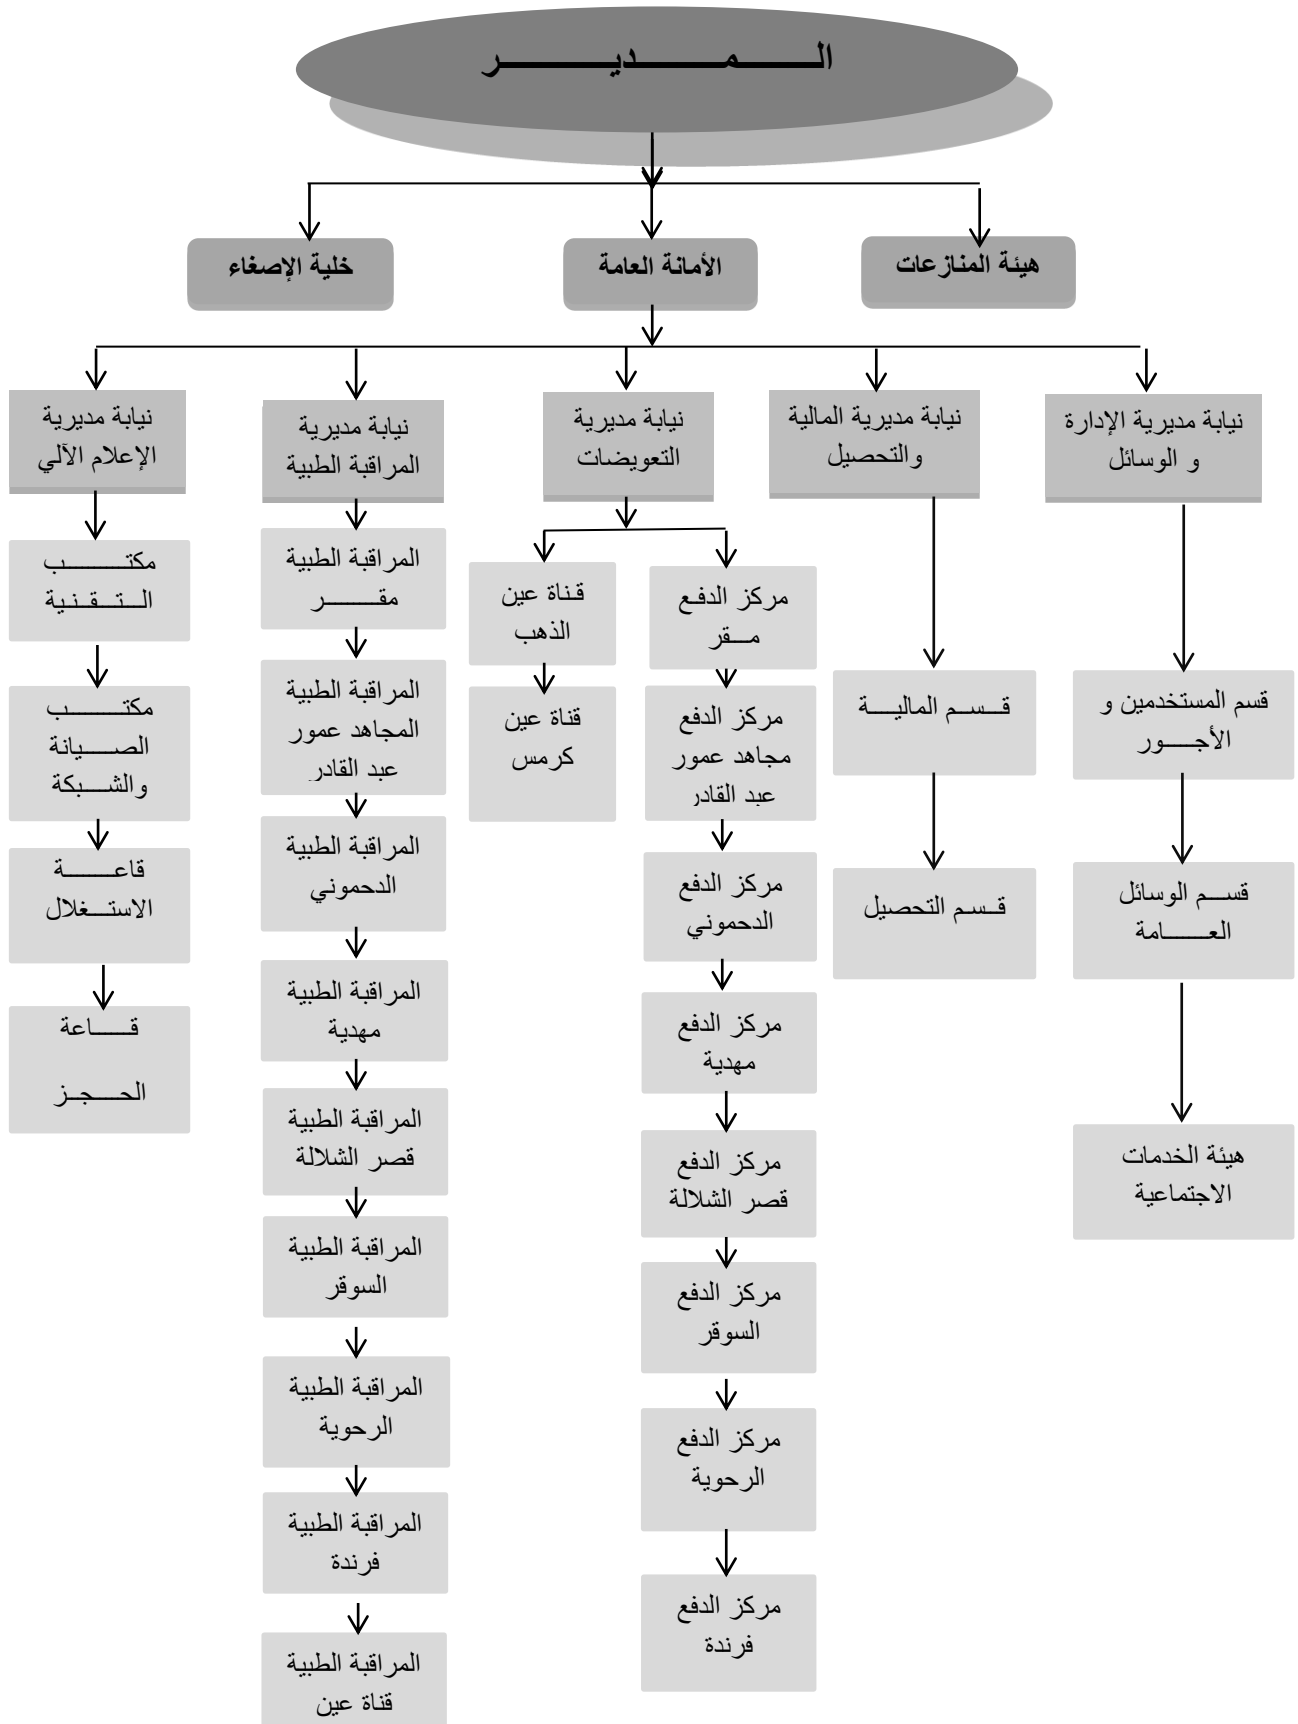 المدير
هيئة المنازعات
الأمانة العامة
خلية الإصغاء
نيابة مديرية الإدارة
و الوسائل
نيابة مديرية المالية
والتحصيل
نيابة مديرية
التعويضات
نيابة مديرية
المراقبة الطبية
نيابة مديرية
الإعلام الآلي
قسم المستخدمين و
الأجور
قسم الوسائل
العامة
هيئة الخدمات
الاجتماعية
قسم المالية
قسم التحصيل
مركز الدفع
مقر
مركز الدفع
مجاهد عمور
عبد القادر
مركز الدفع
الدحموني
مركز الدفع
مهدية
مركز الدفع
قصر الشلالة
مركز الدفع
السوقر
مركز الدفع
الرحوية
مركز الدفع
فرندة
قناة عين
الذهب
قناة عين
كرمس
المراقبة الطبية
مقر
المراقبة الطبية
المجاهد عمور
عبد القادر
المراقبة الطبية
الدحموني
المراقبة الطبية
مهدية
المراقبة الطبية
قصر الشلالة
المراقبة الطبية
السوقر
المراقبة الطبية
الرحوية
المراقبة الطبية
فرندة
المراقبة الطبية
قناة عين
مكتب
التقنية
مكتب
الصيانة
والشبكة
قاعة
الاستغلال
قاعة
الحجز